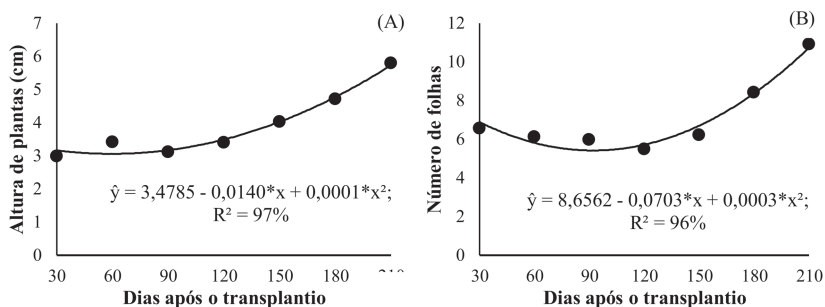 (A)
Altura de plantas (cm)
7
6
5
4
3
2
1
0
ŷ = 3,4785 - 0,0140*x + 0,0001*x²;
R² = 97%
30 60 90 120 150 180
Dias após o transplantio
(B)
Número de folhas
12
10
8
6
4
2
0
ŷ = 8,6562 - 0,0703*x + 0,0003*x²;
R² = 96%
30 60 90 120 150 180 210
Dias após o transplantio